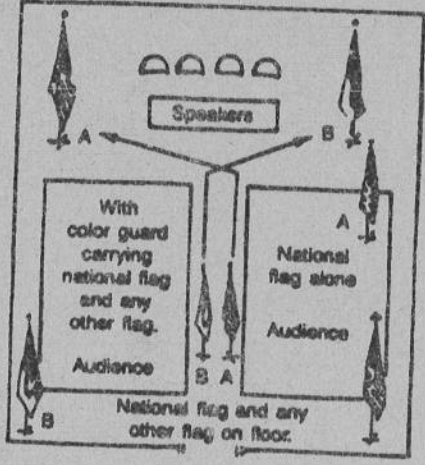 Speakers
A
B
With
color guard
carrying
national flag
and any
other flag.
Audience
A
National
flag alone
Audience
B A
B
National flag and any
other flag on floor.